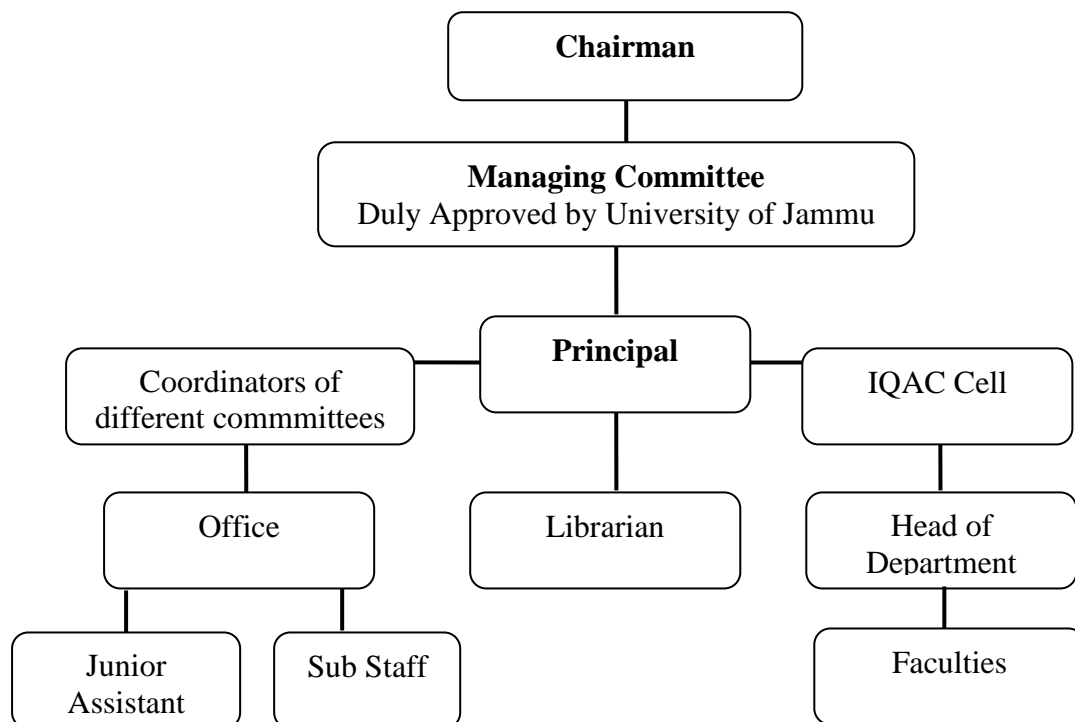 Chairman
Managing Committee
Duly Approved by University of Jammu
Principal
Coordinators of
different commmittees
IQAC Cell
Office
Librarian
Head of
Department
Junior
Assistant
Sub Staff
Faculties